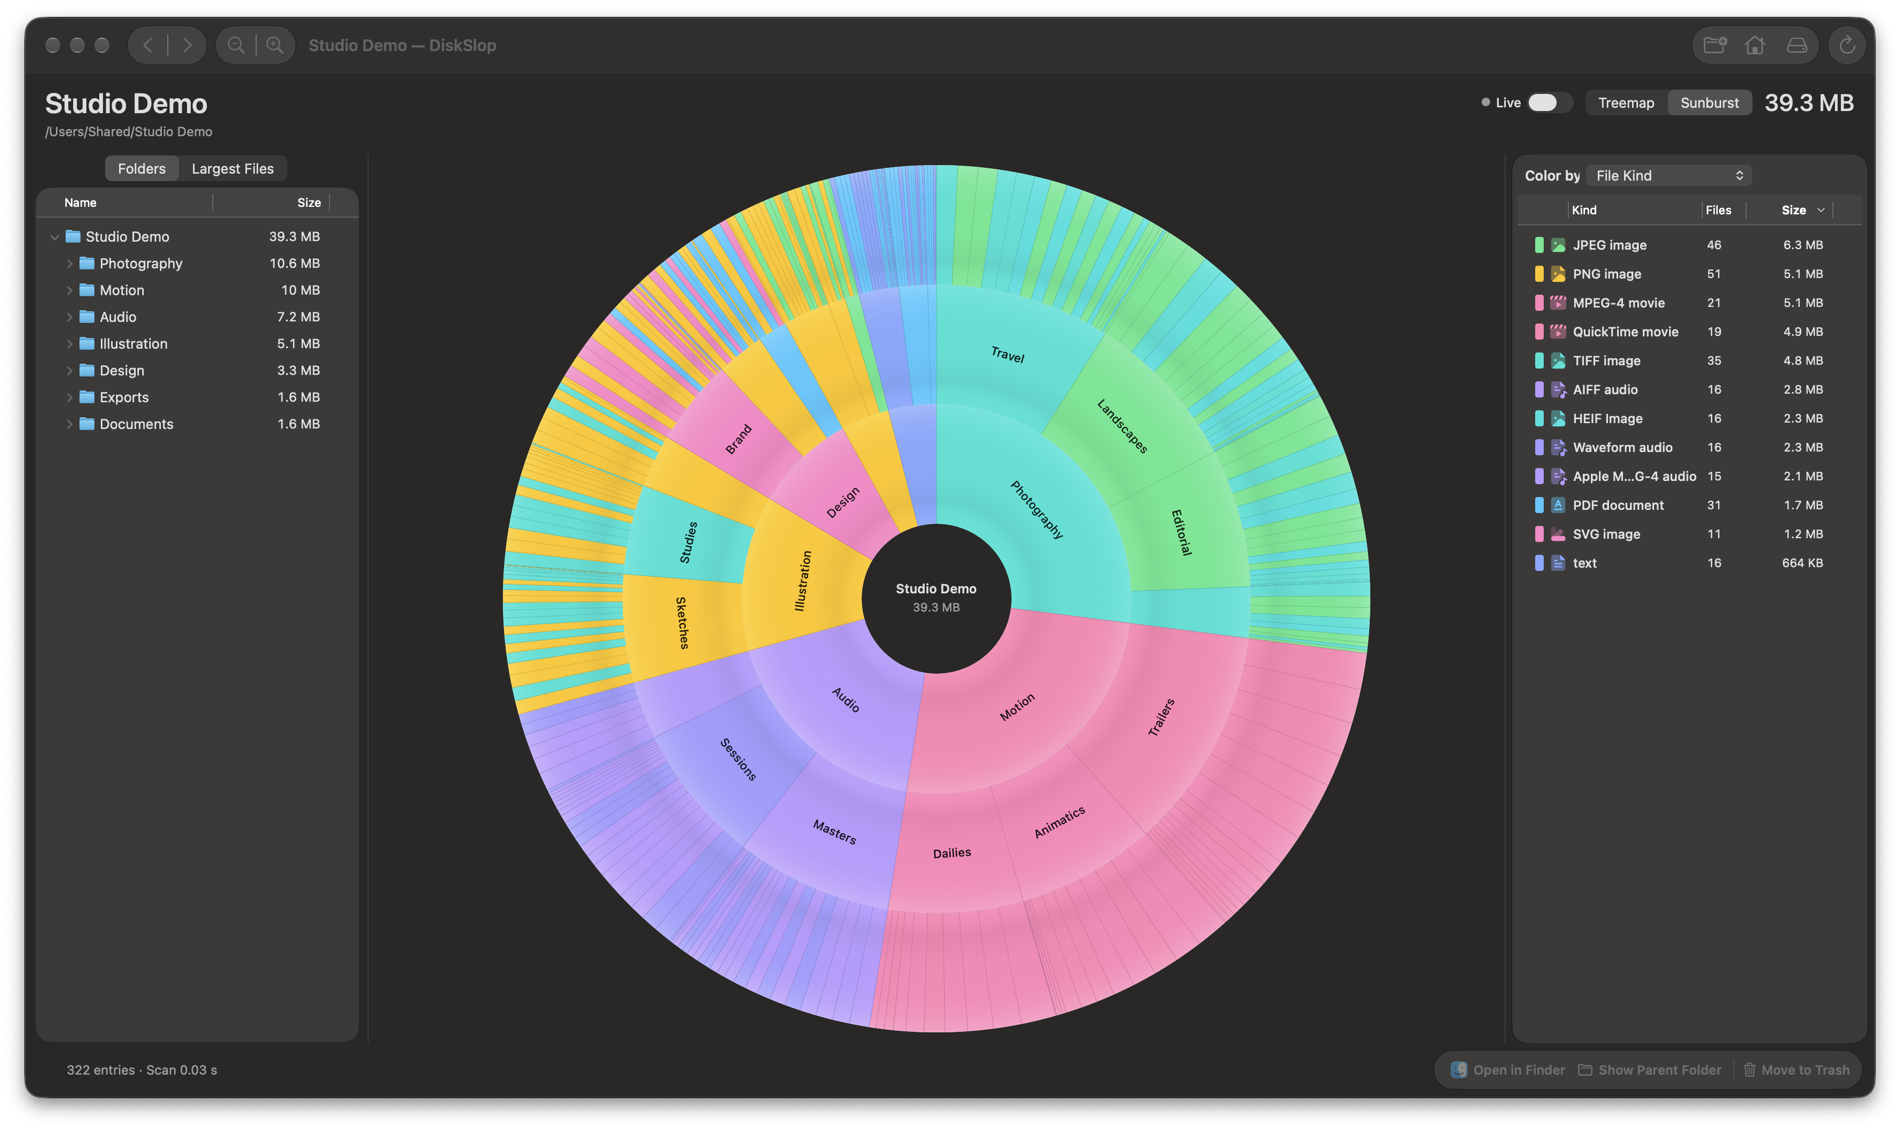 Studio Demo — DiskSlop
Studio Demo
/Users/Shared/Studio Demo
Live
Treemap
Sunburst
39.3 MB
Folders
Largest Files
Name Size
Studio Demo 39.3 MB
Photography 10.6 MB
Motion 10 MB
Audio 7.2 MB
Illustration 5.1 MB
Design 3.3 MB
Exports 1.6 MB
Documents 1.6 MB
Travel
Landscapes
Editorial
Photography
Brand
Design
Studies
Illustration
Sketches
Studio Demo
39.3 MB
Audio
Motion
Trailers
Sessions
Masters
Animatics
Dailies
Color by File Kind
Kind Files Size
JPEG image 46 6.3 MB
PNG image 51 5.1 MB
MPEG-4 movie 21 5.1 MB
QuickTime movie 19 4.9 MB
TIFF image 35 4.8 MB
AIFF audio 16 2.8 MB
HEIF Image 16 2.3 MB
Waveform audio 16 2.3 MB
Apple M...G-4 audio 15 2.1 MB
PDF document 31 1.7 MB
SVG image 11 1.2 MB
text 16 664 KB
322 entries · Scan 0.03 s
Open in Finder
Show Parent Folder
Move to Trash